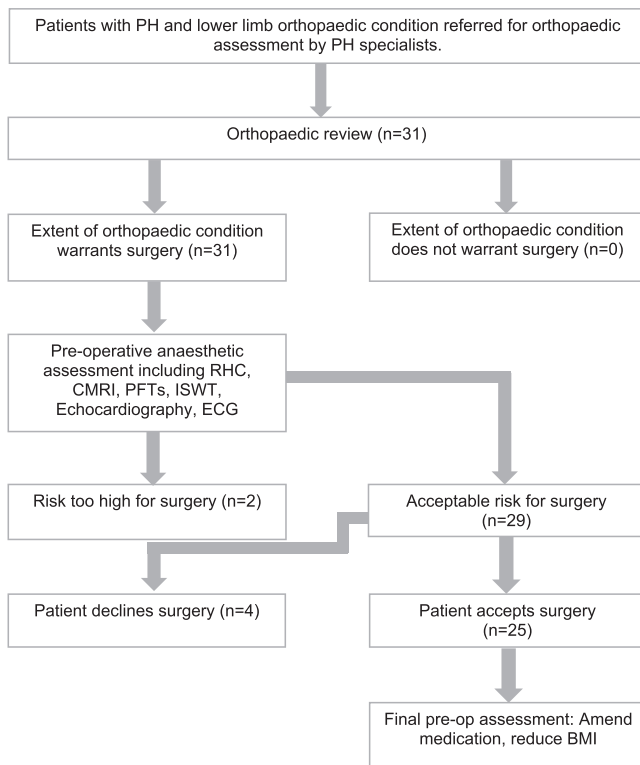 Patients with PH and lower limb orthopaedic condition referred for orthopaedic
assessment by PH specialists.
Orthopaedic review (n=31)
Extent of orthopaedic condition
warrants surgery (n=31)
Extent of orthopaedic condition
does not warrant surgery (n=0)
Pre-operative anaesthetic
assessment including RHC,
CMRI, PFTs, ISWT,
Echocardiography, ECG
Risk too high for surgery (n=2)
Acceptable risk for surgery
(n=29)
Patient declines surgery (n=4)
Patient accepts surgery
(n=25)
Final pre-op assessment: Amend
medication, reduce BMI